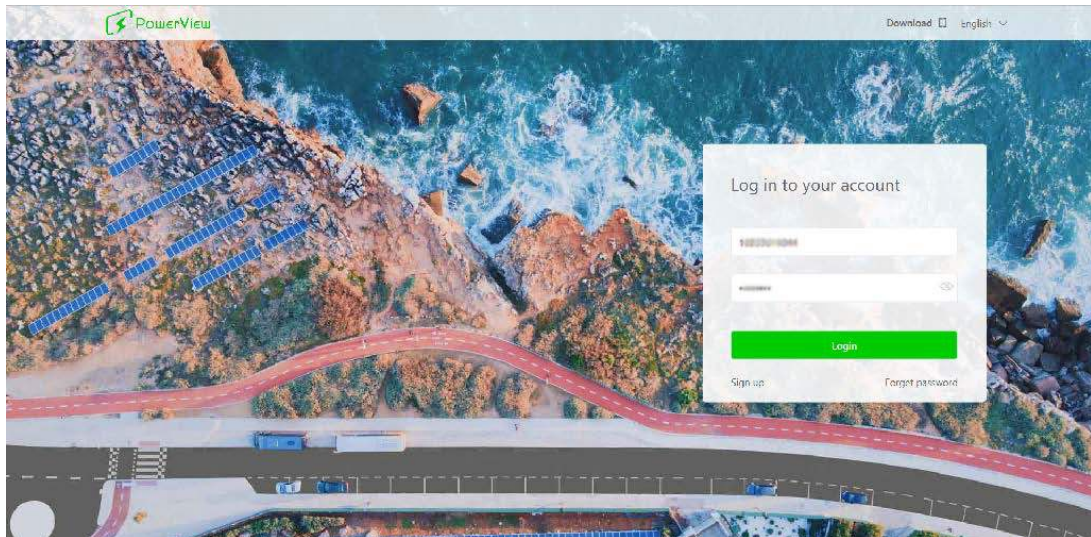 PowerView
Download English
Log in to your account
Login
Sign up Forget password